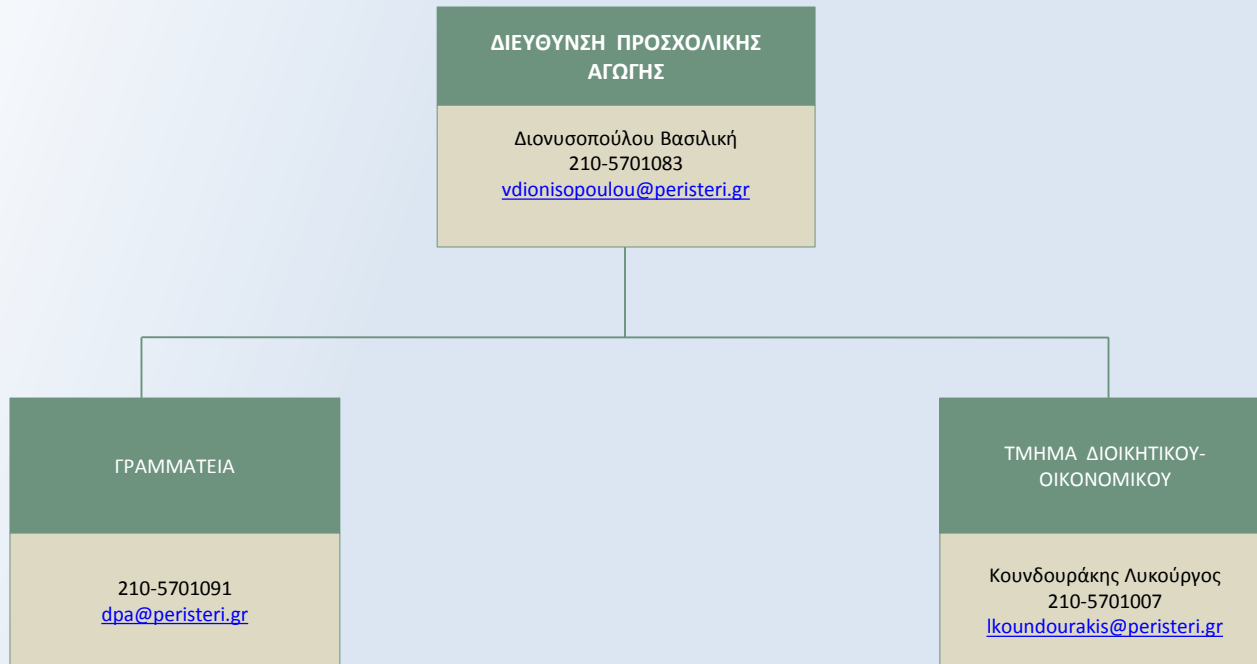 ΔΙΕΥΘΥΝΣΗ ΠΡΟΣΧΟΛΙΚΗΣ
ΑΓΩΓΗΣ
Διονυσοπούλου Βασιλική
210-5701083
vdionisopoulou@peristeri.gr
ΓΡΑΜΜΑΤΕΙΑ
210-5701091
dpa@peristeri.gr
ΤΜΗΜΑ ΔΙΟΙΚΗΤΙΚΟΥ-
ΟΙΚΟΝΟΜΙΚΟΥ
Κουνδουράκης Λυκούργος
210-5701007
lkoundourakis@peristeri.gr